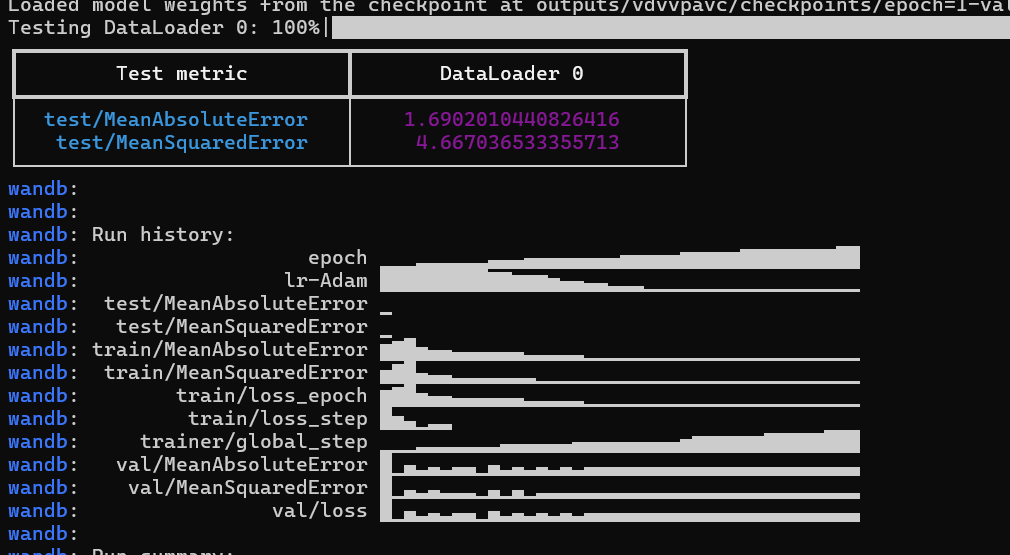 Loaded model weights from the checkpoint at outputs/vdvvpavc/checkpoints/epoch=1-val
Testing DataLoader 0: 100%|
Test metric DataLoader 0
test/MeanAbsoluteError 1.6902010440826416
test/MeanSquaredError 4.667036533355713
wandb:
wandb:
wandb: Run history:
wandb: epoch
wandb: lr-Adam
wandb: test/MeanAbsoluteError
wandb: test/MeanSquaredError
wandb: train/MeanAbsoluteError
wandb: train/MeanSquaredError
wandb: train/loss_epoch
wandb: train/loss_step
wandb: trainer/global_step
wandb: val/MeanAbsoluteError
wandb: val/MeanSquaredError
wandb: val/loss
wandb:
wandb: Run summary: